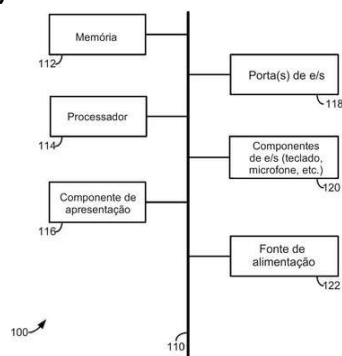 Memória
112
Processador
114
Componente de
apresentação
116
Porta(s) de e/s
118
Componentes
de e/s (teclado,
microfone, etc.)
120
Fonte de
alimentação
122
100
110